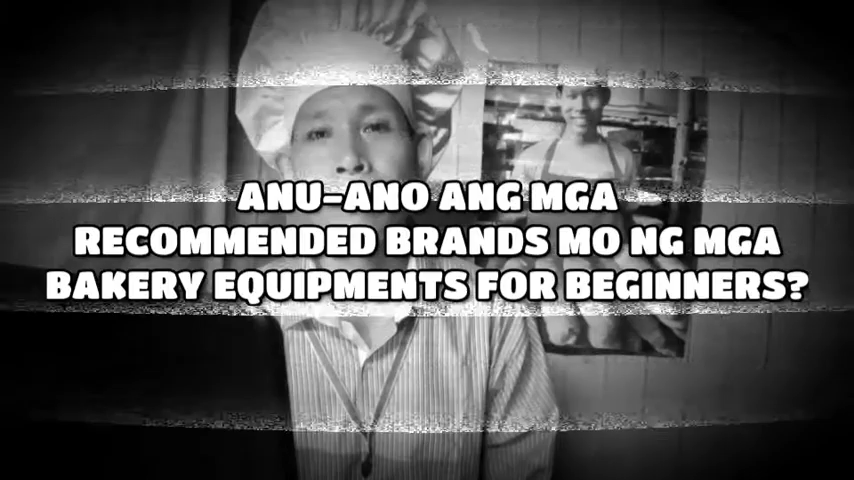 ANU-ANO ANG MGA
RECOMMENDED BRANDS MO NG MGA
BAKERY EQUIPMENTS FOR BEGINNERS?